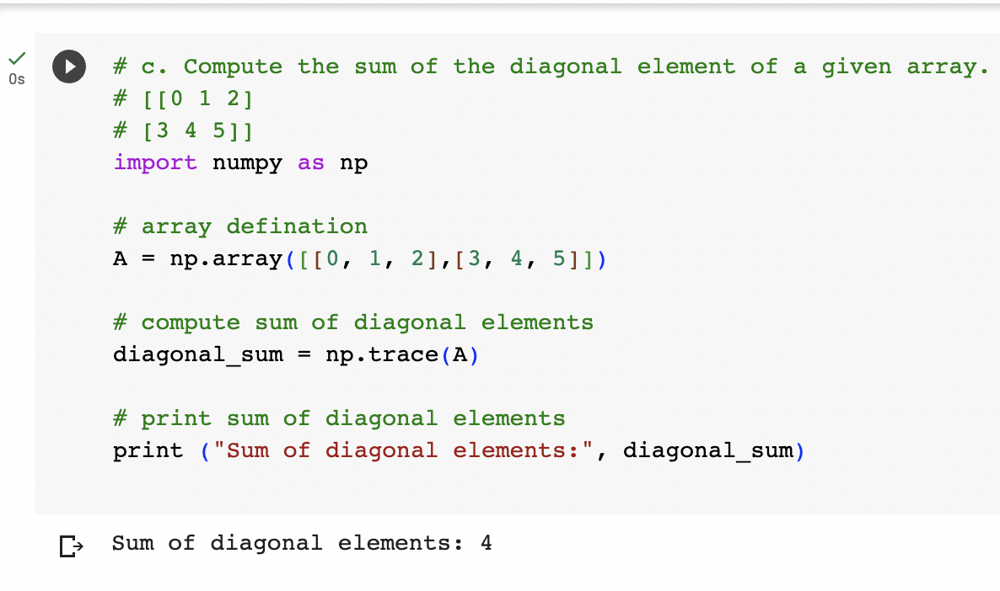 # c. Compute the sum of the diagonal element of a given array.
0s
# [[0 1 2]
# [3 4 5]]
import numpy as np
# array defination
A = np.array([[0, 1, 2],[3, 4, 5]])
# compute sum of diagonal elements
diagonal_sum = np.trace(A)
# print sum of diagonal elements
print ("Sum of diagonal elements:", diagonal_sum)
Sum of diagonal elements: 4